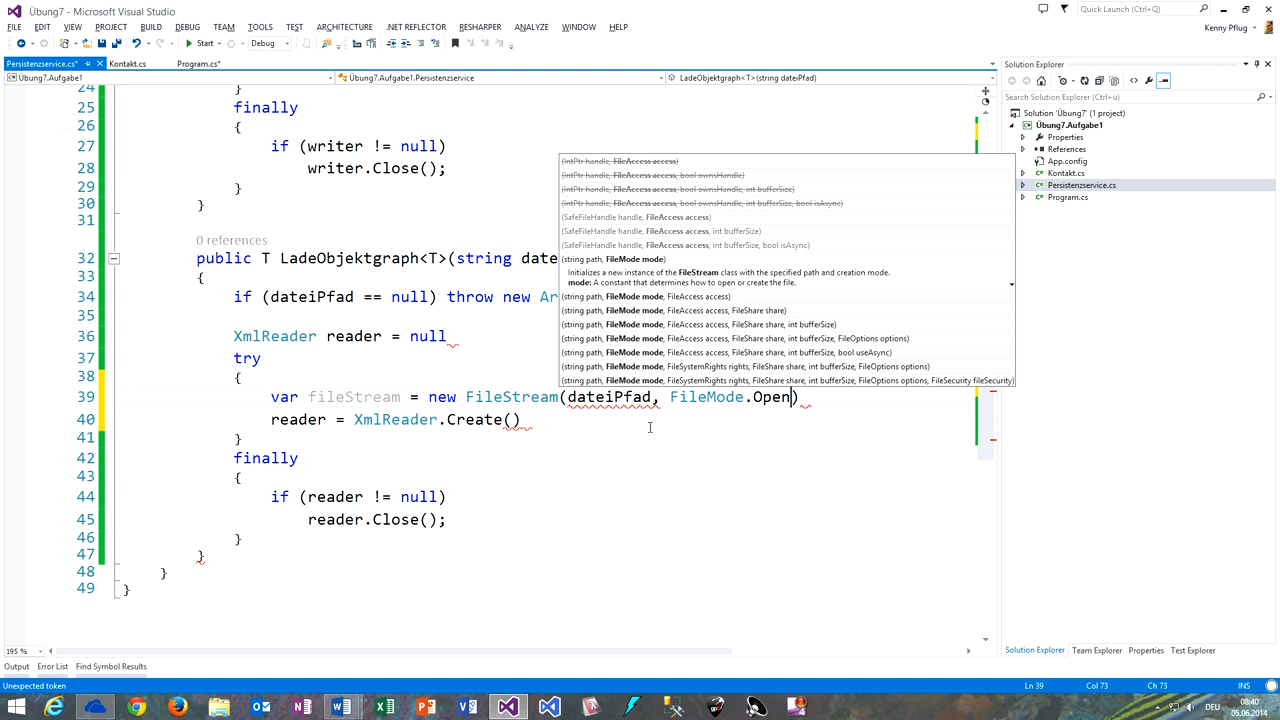 Übung7 - Microsoft Visual Studio
Quick Launch (Ctrl+Q)
FILE EDIT VIEW PROJECT BUILD DEBUG TEAM TOOLS TEST ARCHITECTURE .NET REFLECTOR RESHARPER ANALYZE WINDOW HELP
Kenny Pflug
Start Debug
Persistenzservice.cs* Kontakt.cs Program.cs*
Solution Explorer
Übung7.Aufgabe1 Übung7.Aufgabe1.Persistenzservice LadeObjektgraph<T>(string dateiPfad)
Search Solution Explorer (Ctrl+ü)
Solution 'Übung7' (1 project)
Übung7.Aufgabe1
Properties
References
App.config
Kontakt.cs
Persistenzservice.cs
Program.cs
24 }
25 finally
26 {
27 if (writer != null)
28 writer.Close();
29 }
30 }
31
0 references
32 public T LadeObjektgraph<T>(string date
33 {
34 if (dateiPfad == null) throw new Ar
35
36 XmlReader reader = null
37 try
38 {
39 var fileStream = new FileStream(dateiPfad, FileMode.Open)
40 reader = XmlReader.Create()
41 }
42 finally
43 {
44 if (reader != null)
45 reader.Close();
46 }
47 }
48 }
49 }
(IntPtr handle, FileAccess access)
(IntPtr handle, FileAccess access, bool ownsHandle)
(IntPtr handle, FileAccess access, bool ownsHandle, int bufferSize)
(IntPtr handle, FileAccess access, bool ownsHandle, int bufferSize, bool isAsync)
(SafeFileHandle handle, FileAccess access)
(SafeFileHandle handle, FileAccess access, int bufferSize)
(SafeFileHandle handle, FileAccess access, int bufferSize, bool isAsync)
(string path, FileMode mode)
Initializes a new instance of the FileStream class with the specified path and creation mode.
mode: A constant that determines how to open or create the file.
(string path, FileMode mode, FileAccess access)
(string path, FileMode mode, FileAccess access, FileShare share)
(string path, FileMode mode, FileAccess access, FileShare share, int bufferSize)
(string path, FileMode mode, FileAccess access, FileShare share, int bufferSize, FileOptions options)
(string path, FileMode mode, FileAccess access, FileShare share, int bufferSize, bool useAsync)
(string path, FileMode mode, FileSystemRights rights, FileShare share, int bufferSize, FileOptions options)
(string path, FileMode mode, FileSystemRights rights, FileShare share, int bufferSize, FileOptions options, FileSecurity fileSecurity)
195 %
Solution Explorer Team Explorer Properties Test Explorer
Output Error List Find Symbol Results
Unexpected token Ln 39 Col 73 Ch 73 INS
DEU 08:40
05.06.2014